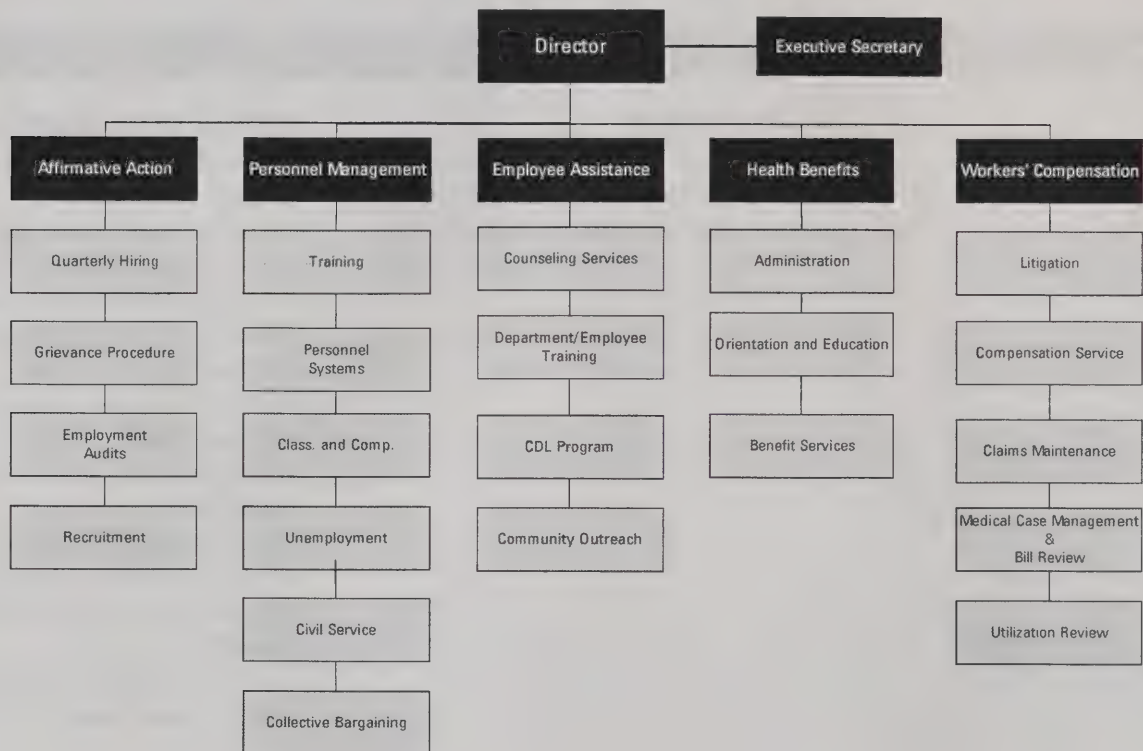 Director
Executive Secretary
Affirmative Action
Personnel Management
Employee Assistance
Health Benefits
Workers' Compensation
Quarterly Hiring
Grievance Procedure
Employment
Audits
Recruitment
Training
Personnel
Systems
Class. and Comp.
Unemployment
Civil Service
Collective Bargaining
Counseling Services
Department/Employee
Training
CDL Program
Community Outreach
Administration
Orientation and Education
Benefit Services
Litigation
Compensation Service
Claims Maintenance
Medical Case Management
&
Bill Review
Utilization Review